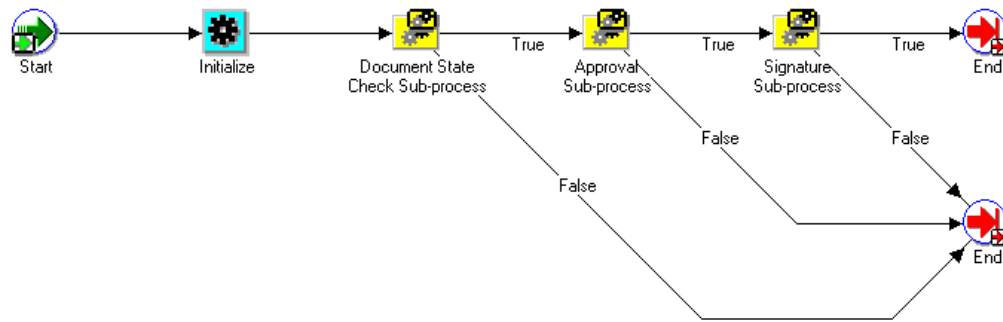 True
True
True
Start
Initialize
Document State
Check Sub-process
Approval
Sub-process
Signature
Sub-process
End
False
False
False
End